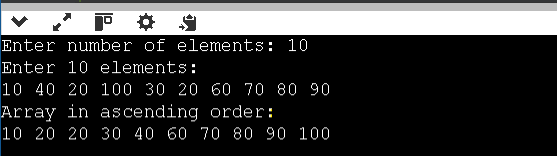 Enter number of elements: 10
Enter 10 elements:
10 40 20 100 30 20 60 70 80 90
Array in ascending order:
10 20 20 30 40 60 70 80 90 100